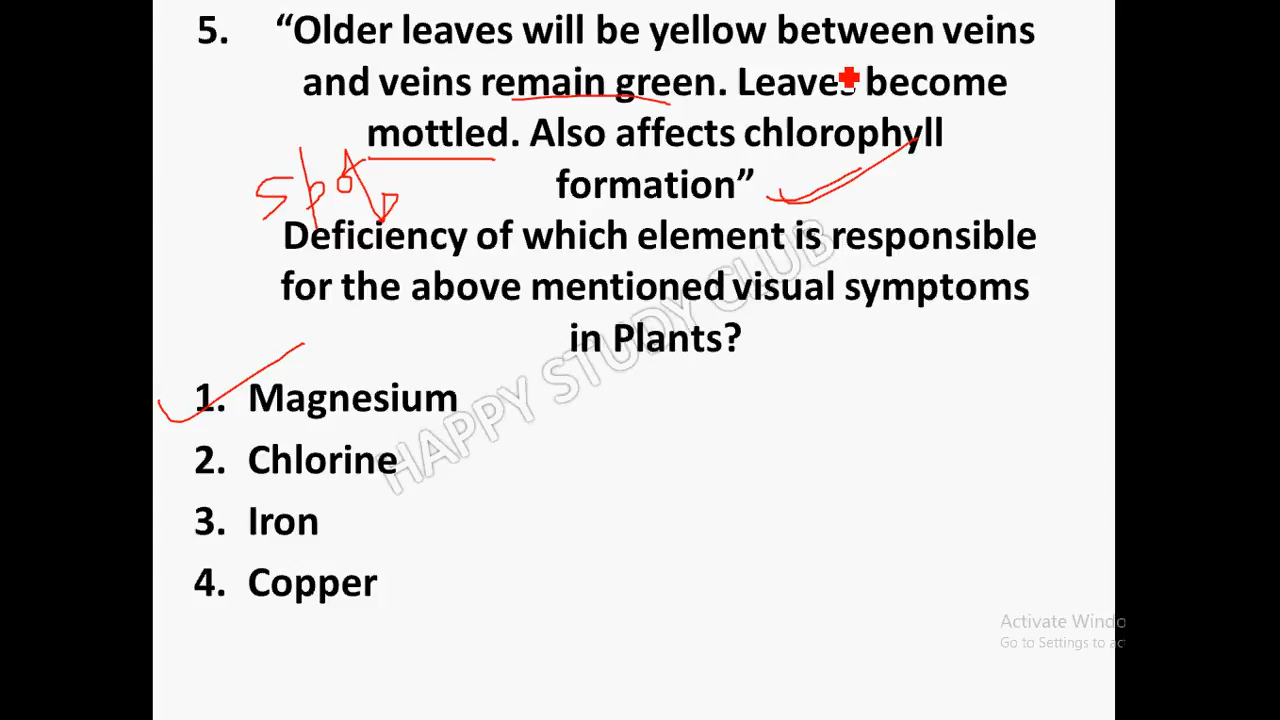 5. “Older leaves will be yellow between veins
and veins remain green. Leaves become
mottled. Also affects chlorophyll
formation”
Deficiency of which element is responsible
for the above mentioned visual symptoms
in Plants?
1. Magnesium
2. Chlorine
3. Iron
4. Copper
HAPPY STUDY CLUB
Activate Windo
Go to Settings to ac